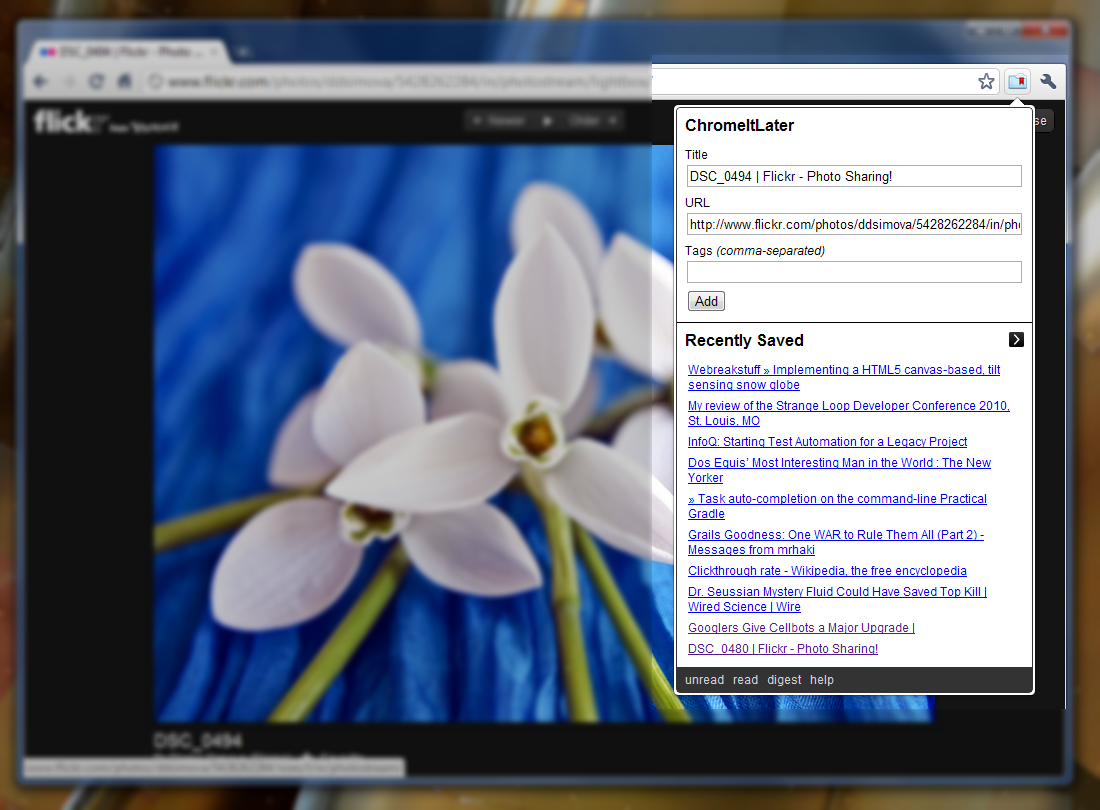 DSC_0494 | Flickr - Photo ...
www.flickr.com/photos/ddsimova/5428262284/in/photostream/lightbox/
flickr
Newer
Older
se
ChromeItLater
Title
DSC_0494 | Flickr - Photo Sharing!
URL
http://www.flickr.com/photos/ddsimova/5428262284/in/pho
Tags (comma-separated)
Add
Recently Saved
Webreakstuff » Implementing a HTML5 canvas-based, tilt
sensing snow globe
My review of the Strange Loop Developer Conference 2010,
St. Louis, MO
InfoQ: Starting Test Automation for a Legacy Project
Dos Equis’ Most Interesting Man in the World : The New
Yorker
» Task auto-completion on the command-line Practical
Gradle
Grails Goodness: One WAR to Rule Them All (Part 2) -
Messages from mrhaki
Clickthrough rate - Wikipedia, the free encyclopedia
Dr. Seussian Mystery Fluid Could Have Saved Top Kill |
Wired Science | Wire
Googlers Give Cellbots a Major Upgrade |
DSC_0480 | Flickr - Photo Sharing!
unread read digest help
DSC_0494